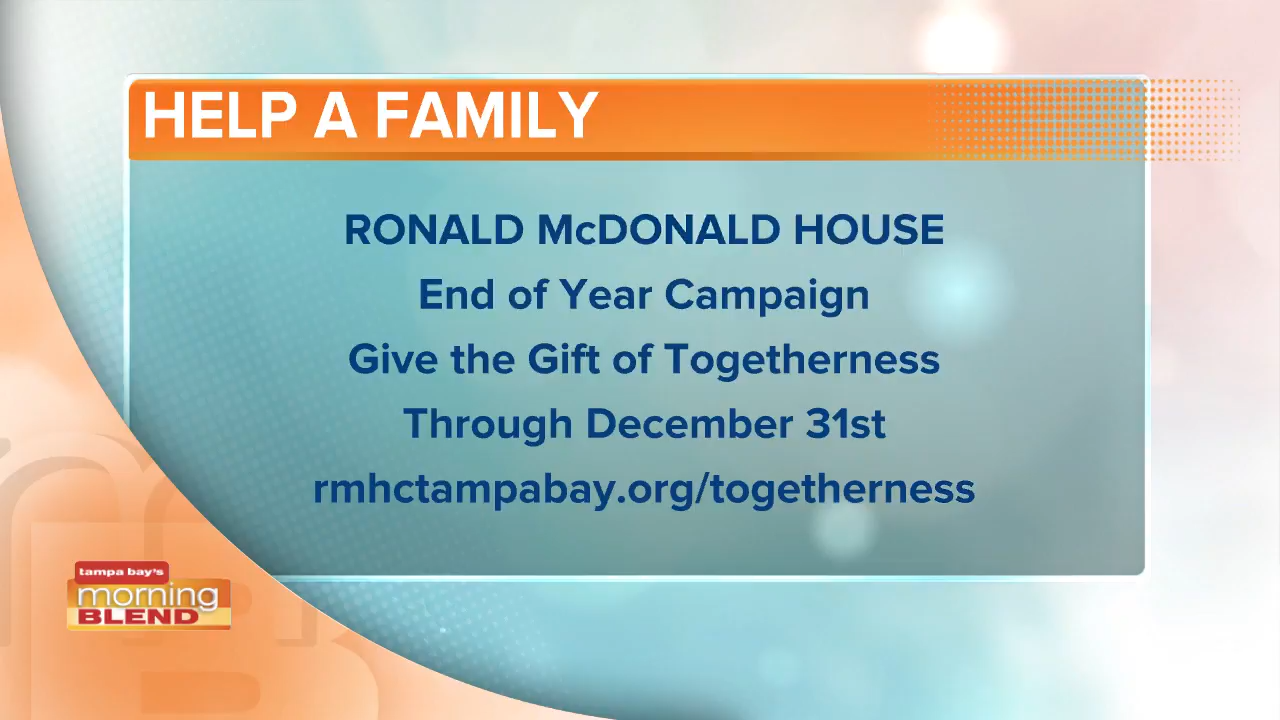 HELP A FAMILY
RONALD McDONALD HOUSE
End of Year Campaign
Give the Gift of Togetherness
Through December 31st
rmhctampabay.org/togetherness
tampa bay's
morning
BLEND